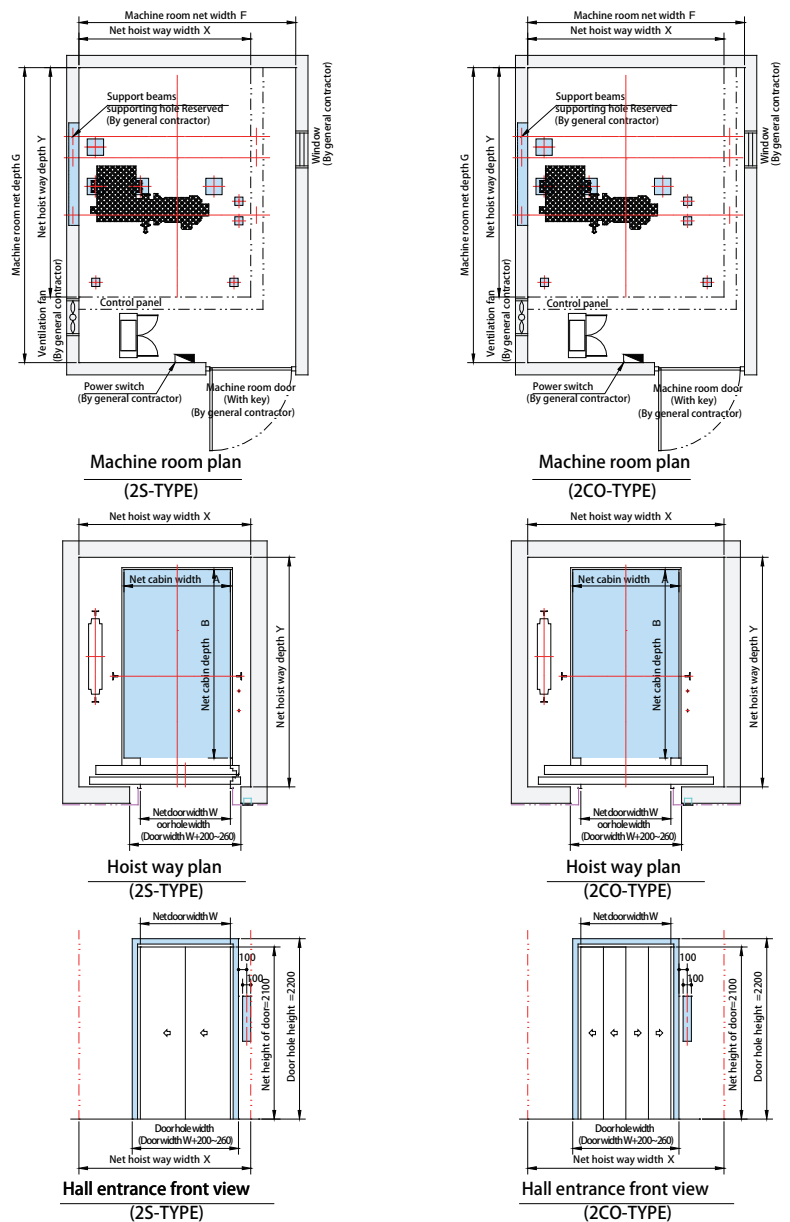 Machine room net width F
Net hoist way width X
Machine room net depth G
Net hoist way depth Y
Support beams
supporting hole Reserved
(By general contractor)
Window
(By general contractor)
Ventilation fan
(By general contractor)
Control panel
Power switch
(By general contractor)
Machine room door
(With key)
(By general contractor)
Machine room plan
(2S-TYPE)
Machine room net width F
Net hoist way width X
Machine room net depth G
Net hoist way depth Y
Support beams
supporting hole Reserved
(By general contractor)
Window
(By general contractor)
Ventilation fan
(By general contractor)
Control panel
Power switch
(By general contractor)
Machine room door
(With key)
(By general contractor)
Machine room plan
(2CO-TYPE)
Net hoist way width X
Net cabin width A
Net cabin depth B
Net hoist way depth Y
Net door width W
oor hole width
(Door width W+200~260)
Hoist way plan
(2S-TYPE)
Net hoist way width X
Net cabin width A
Net cabin depth B
Net hoist way depth Y
Net door width W
oor hole width
(Door width W+200~260)
Hoist way plan
(2CO-TYPE)
Net door width W
100
100
Net height of door=2100
Door hole height =2200
Door hole width
(Door width W+200~260)
Net hoist way width X
Hall entrance front view
(2S-TYPE)
Net door width W
100
100
Net height of door=2100
Door hole height =2200
Door hole width
(Door width W+200~260)
Net hoist way width X
Hall entrance front view
(2CO-TYPE)